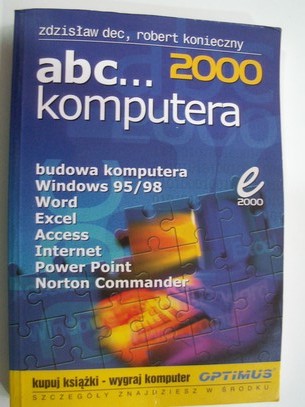 zdzisław dec, robert konieczny
abc... 2000
komputera
budowa komputera
Windows 95/98
Word
Excel
Access
Internet
Power Point
Norton Commander
e
2000
kupuj książki - wygraj komputer OPTIMUS
SZCZEGÓŁY ZNAJDZIESZ W ŚRODKU